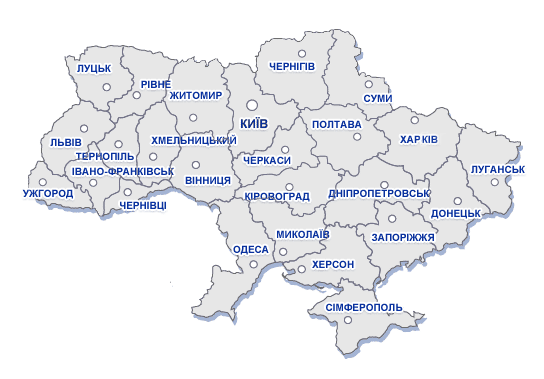 ЧЕРНІГІВ
ЛУЦЬК
РІВНЕ
ЖИТОМИР
СУМИ
КИЇВ
ПОЛТАВА
ХАРКІВ
ЛЬВІВ
ХМЕЛЬНИЦЬКИЙ
ТЕРНОПІЛЬ
ЧЕРКАСИ
ІВАНО-ФРАНКІВСЬК
ЛУГАНСЬК
ВІННИЦЯ
УЖГОРОД
ДНІПРОПЕТРОВСЬК
КІРОВОГРАД
ЧЕРНІВЦІ
ДОНЕЦЬК
МИКОЛАЇВ
ЗАПОРІЖЖЯ
ОДЕСА
ХЕРСОН
СІМФЕРОПОЛЬ